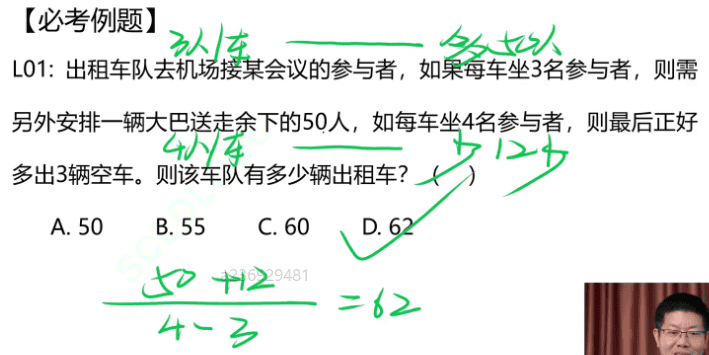 【必考例题】
3人/车 多50人
L01: 出租车队去机场接某会议的参与者，如果每车坐3名参与者，则需
另外安排一辆大巴送走余下的50人，如每车坐4名参与者，则最后正好
4人/车 少12个
多出3辆空车。则该车队有多少辆出租车？（ ）
A. 50 B. 55 C. 60 D. 62
50+12
4-3
=62